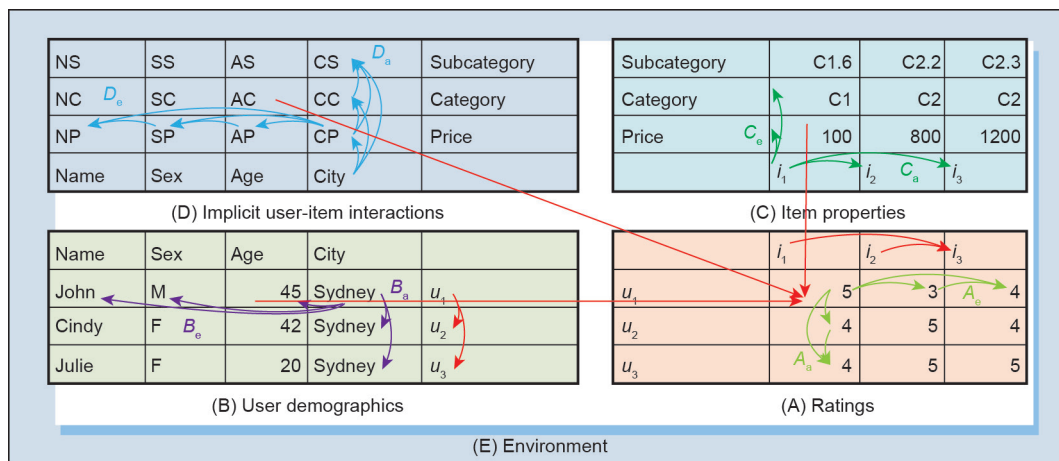 NS SS AS CS Da Subcategory
NC De SC AC CC Category
NP SP AP CP Price
Name Sex Age City
(D) Implicit user-item interactions
Subcategory C1.6 C2.2 C2.3
Category C1 C2 C2
Price Ce 100 800 1200
i1 i2 Ca i3
(C) Item properties
Name Sex Age City
John M 45 Sydney Ba u1
Cindy Be F 42 Sydney u2
Julie F 20 Sydney u3
(B) User demographics
i1 i2 i3
u1 5 3 Ae 4
u2 4 5 4
u3 Aa 4 5 5
(A) Ratings
(E) Environment